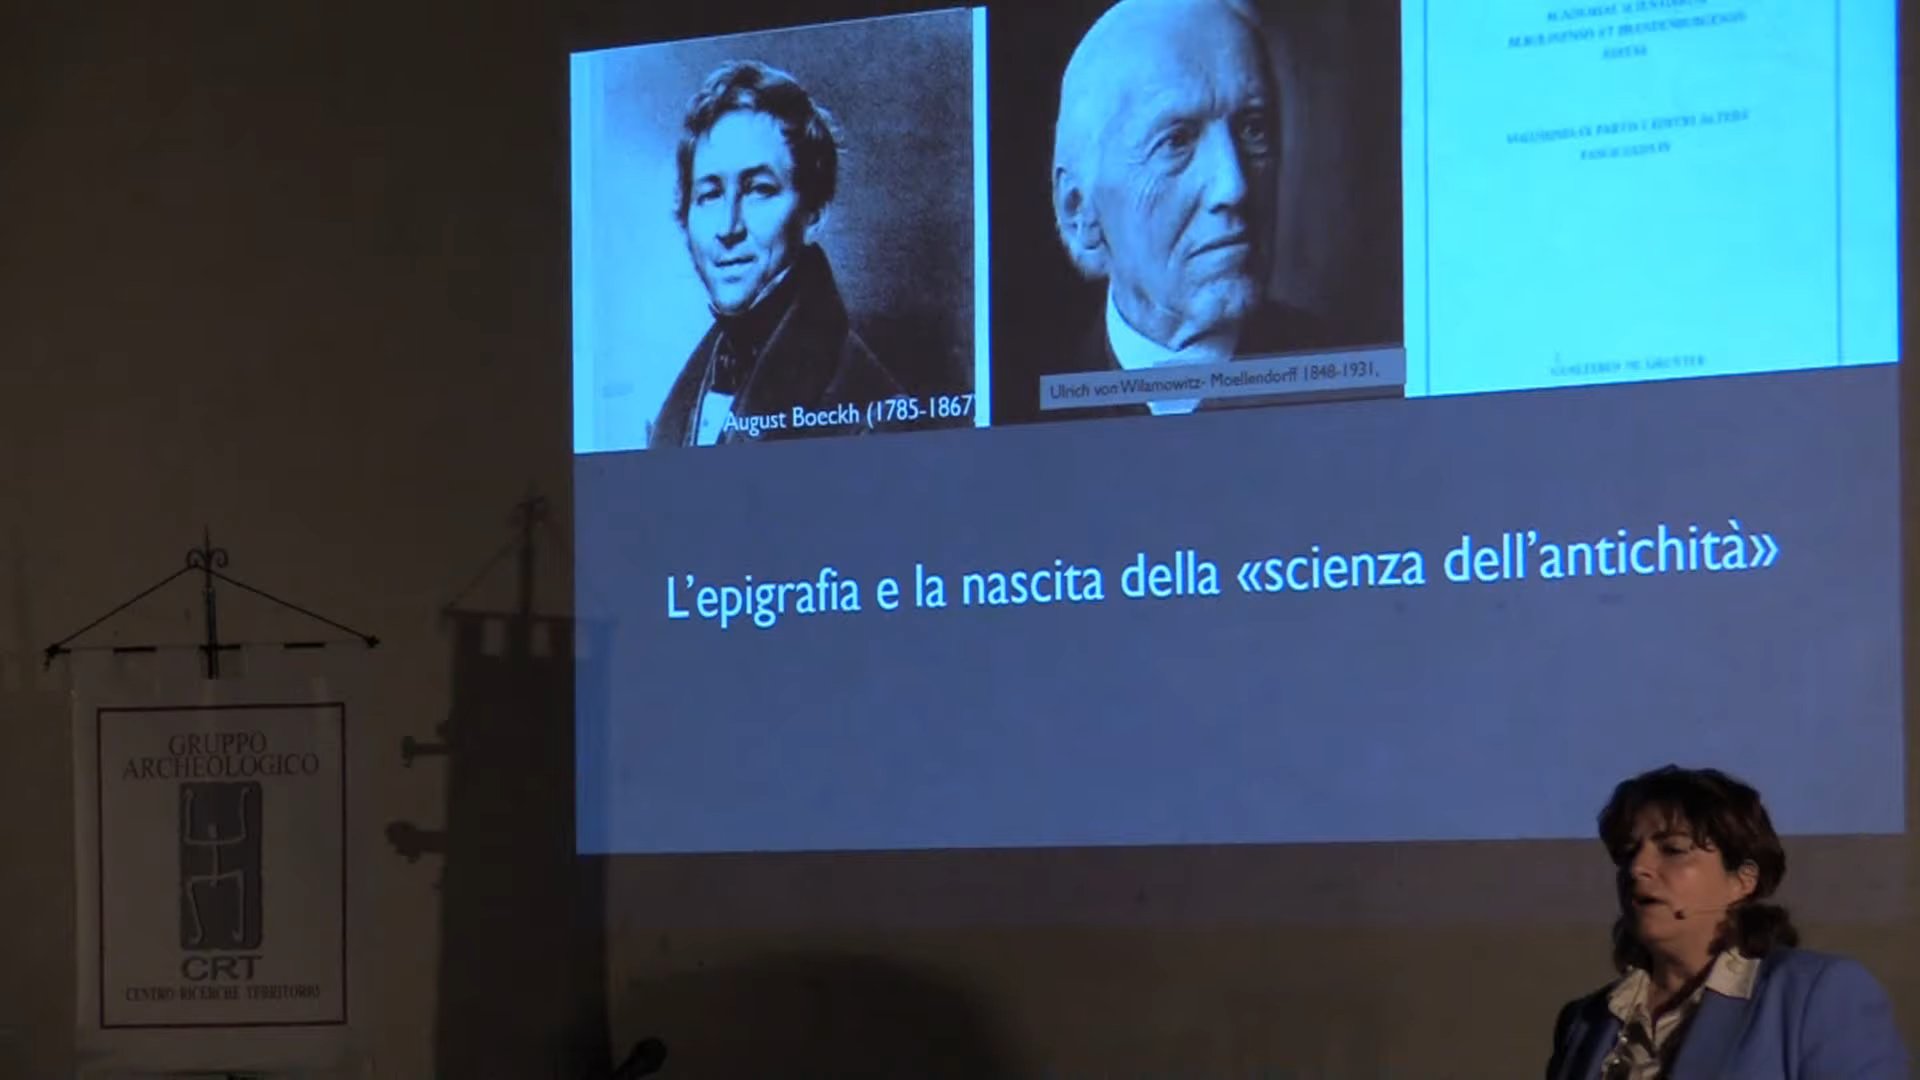 August Boeckh (1785-1867)
Ulrich von Wilamowitz- Moellendorff 1848-1931,
L'epigrafia e la nascita della «scienza dell'antichità»
GRUPPO
ARCHEOLOGICO
CRT
CENTRO RICERCHE TERRITORIO